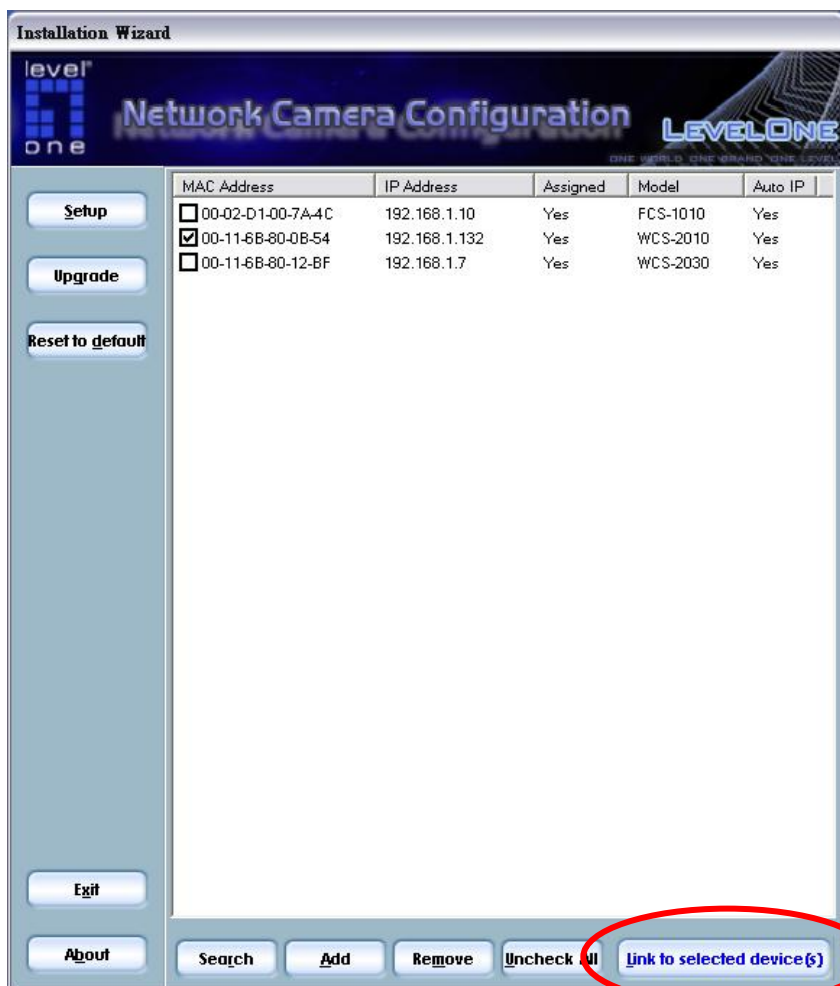 Installation Wizard
level
one
Network Camera Configuration
LEVELONE
ONE WORLD ONE BRAND ONE LEVEL
Setup
Upgrade
Reset to default
Exit
About
MAC Address IP Address Assigned Model Auto IP
00-02-D1-00-7A-4C 192.168.1.10 Yes FCS-1010 Yes
00-11-6B-80-0B-54 192.168.1.132 Yes WCS-2010 Yes
00-11-6B-80-12-BF 192.168.1.7 Yes WCS-2030 Yes
Search Add Remove Uncheck All Link to selected device(s)